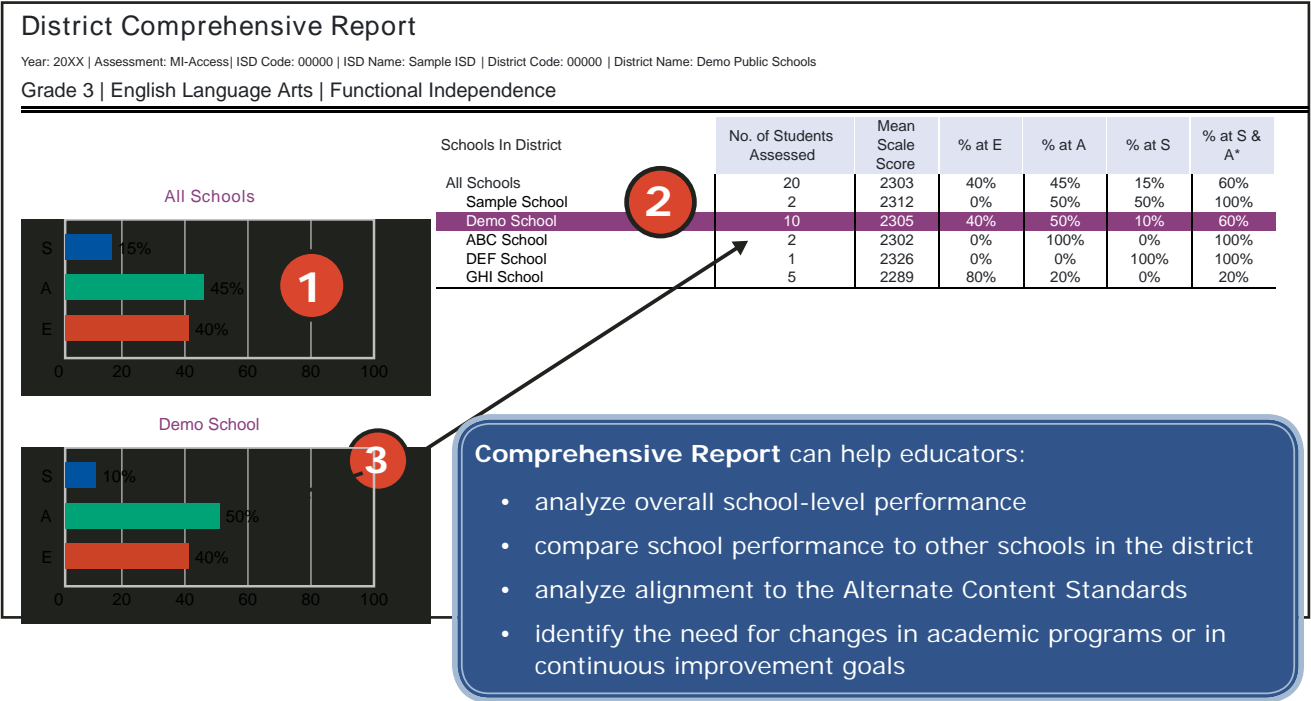 District Comprehensive Report
Year: 20XX | Assessment: MI-Access| ISD Code: 00000 | ISD Name: Sample ISD | District Code: 00000 | District Name: Demo Public Schools
Grade 3 | English Language Arts | Functional Independence
Schools In District No. of Students Assessed Mean Scale Score % at E % at A % at S % at S & A*
All Schools 20 2303 40% 45% 15% 60%
Sample School 2 2312 0% 50% 50% 100%
Demo School 10 2305 40% 50% 10% 60%
ABC School 2 2302 0% 100% 0% 100%
DEF School 1 2326 0% 0% 100% 100%
GHI School 5 2289 80% 20% 0% 20%
2
All Schools
S 15%
A 45%
E 40%
0 20 40 60 80 100
1
Demo School
S 10%
A 50%
E 40%
0 20 40 60 80 100
3
Comprehensive Report can help educators:
• analyze overall school-level performance
• compare school performance to other schools in the district
• analyze alignment to the Alternate Content Standards
• identify the need for changes in academic programs or in
continuous improvement goals